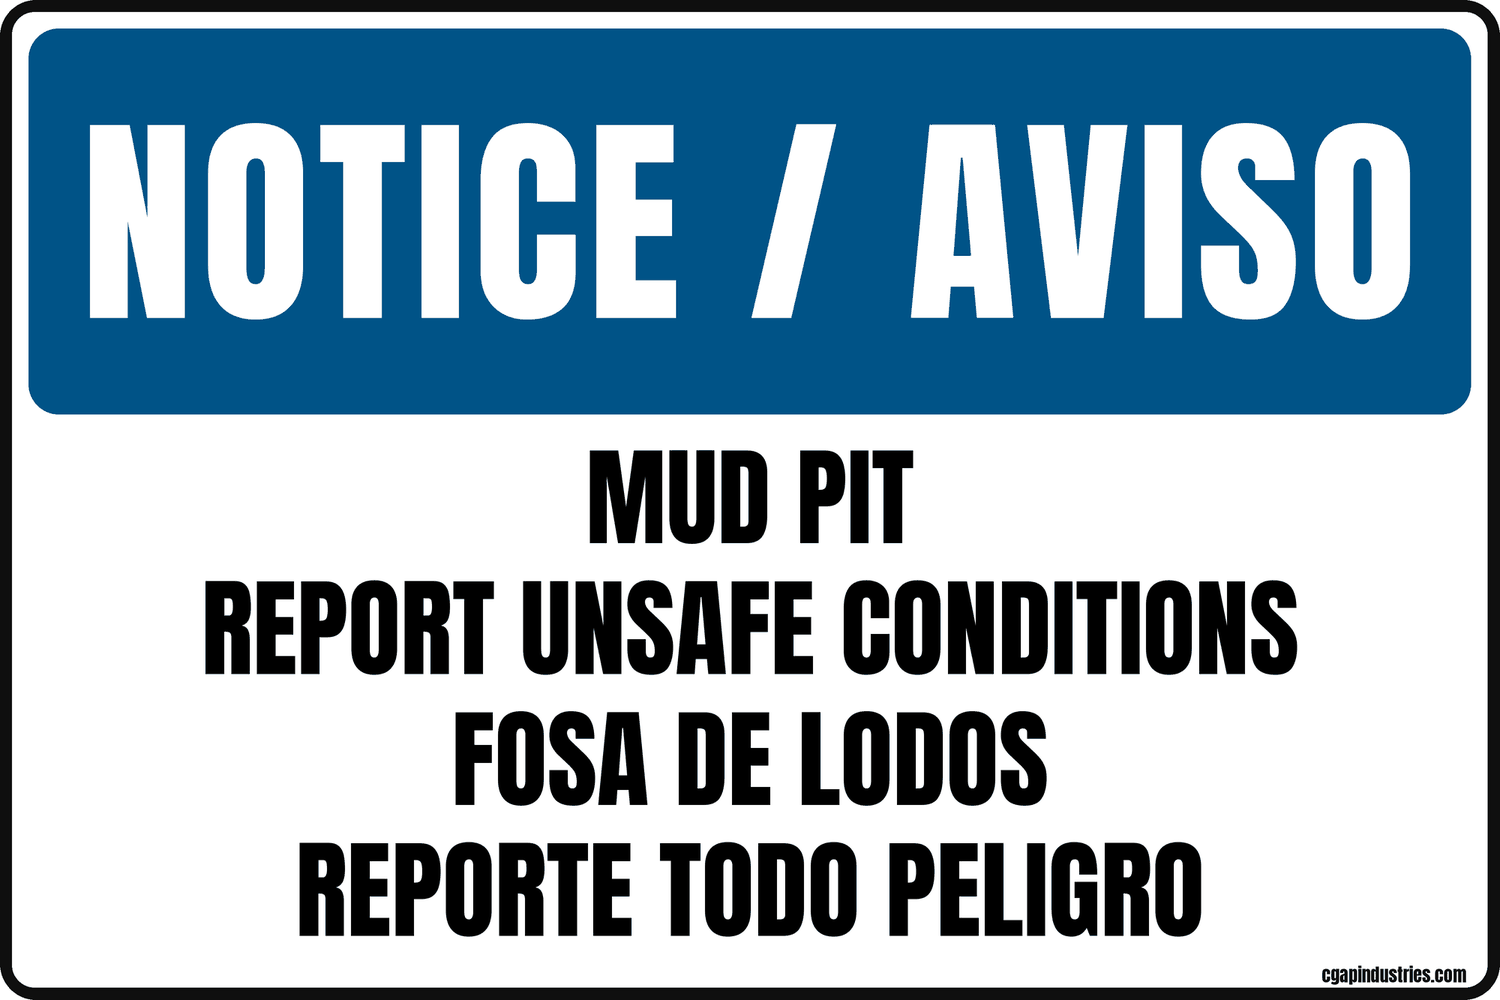 NOTICE / AVISO
MUD PIT
REPORT UNSAFE CONDITIONS
FOSA DE LODOS
REPORTE TODO PELIGRO
cgapindustries.com